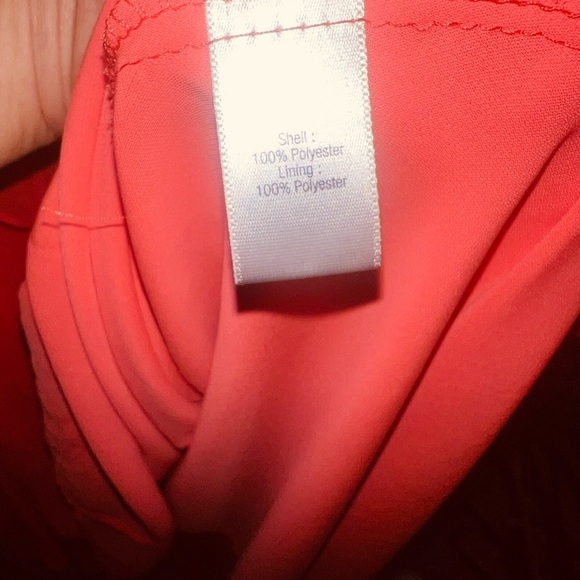 Shell :
100% Polyester
Lining :
100% Polyester